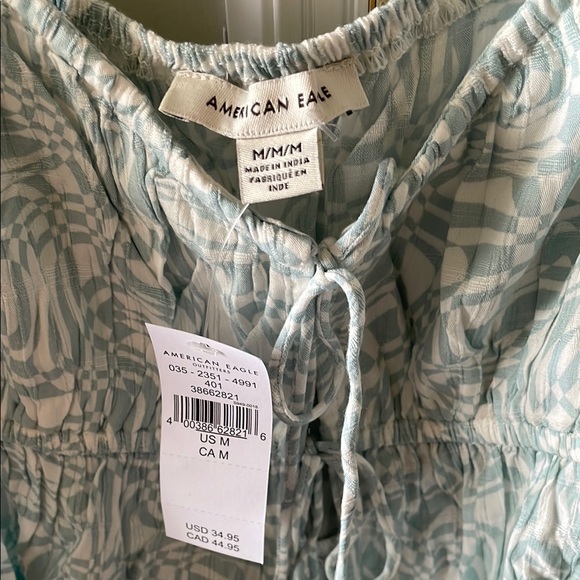 AMERICAN EAGLE
M/M/M
MADE IN INDIA
FABRIQUÉ EN
INDE
AMERICAN EAGLE
OUTFITTERS
035 - 2351 - 4991
401
38662821
4 00386 62821 6
US M
CA M
USD 34.95
CAD 44.95